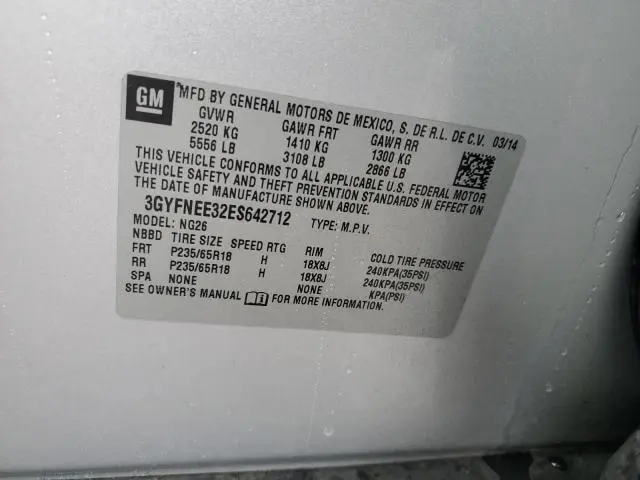 GM
MFD BY GENERAL MOTORS DE MEXICO, S. DE R.L. DE C.V. 03/14
GVWR GAWR FRT GAWR RR
2520 KG 1410 KG 1300 KG
5556 LB 3108 LB 2866 LB
THIS VEHICLE CONFORMS TO ALL APPLICABLE U.S. FEDERAL MOTOR
VEHICLE SAFETY AND THEFT PREVENTION STANDARDS IN EFFECT ON
THE DATE OF MANUFACTURE SHOWN ABOVE.
3GYFNEE32ES642712 TYPE: M.P.V.
MODEL: NG26
NBBD TIRE SIZE SPEED RTG RIM COLD TIRE PRESSURE
FRT P235/65R18 H 18X8J 240KPA(35PSI)
RR P235/65R18 H 18X8J 240KPA(35PSI)
SPA NONE NONE KPA(PSI)
SEE OWNER'S MANUAL FOR MORE INFORMATION.